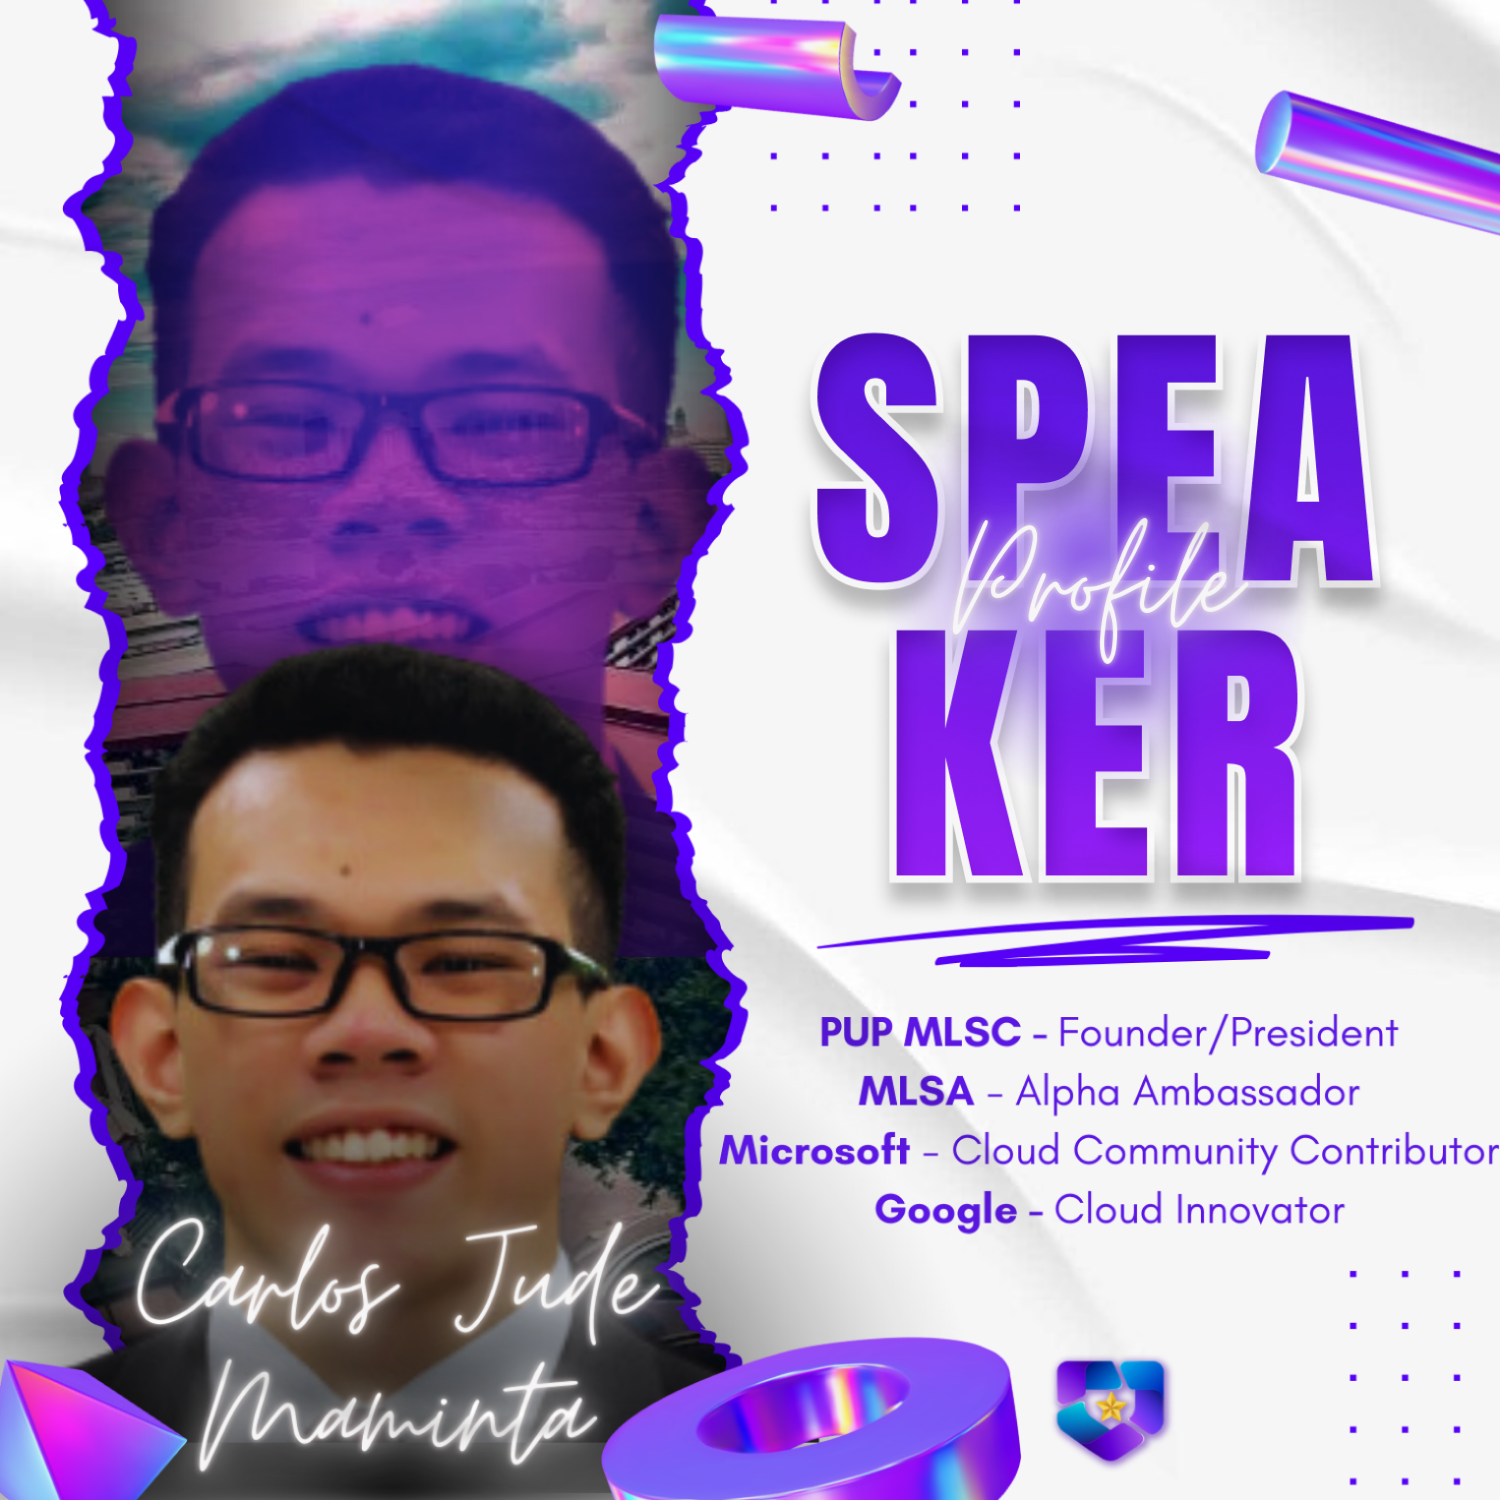 SPEA
Profile
KER
PUP MLSC - Founder/President
MLSA - Alpha Ambassador
Microsoft - Cloud Community Contributor
Google - Cloud Innovator
Carlos Jude
Maminta